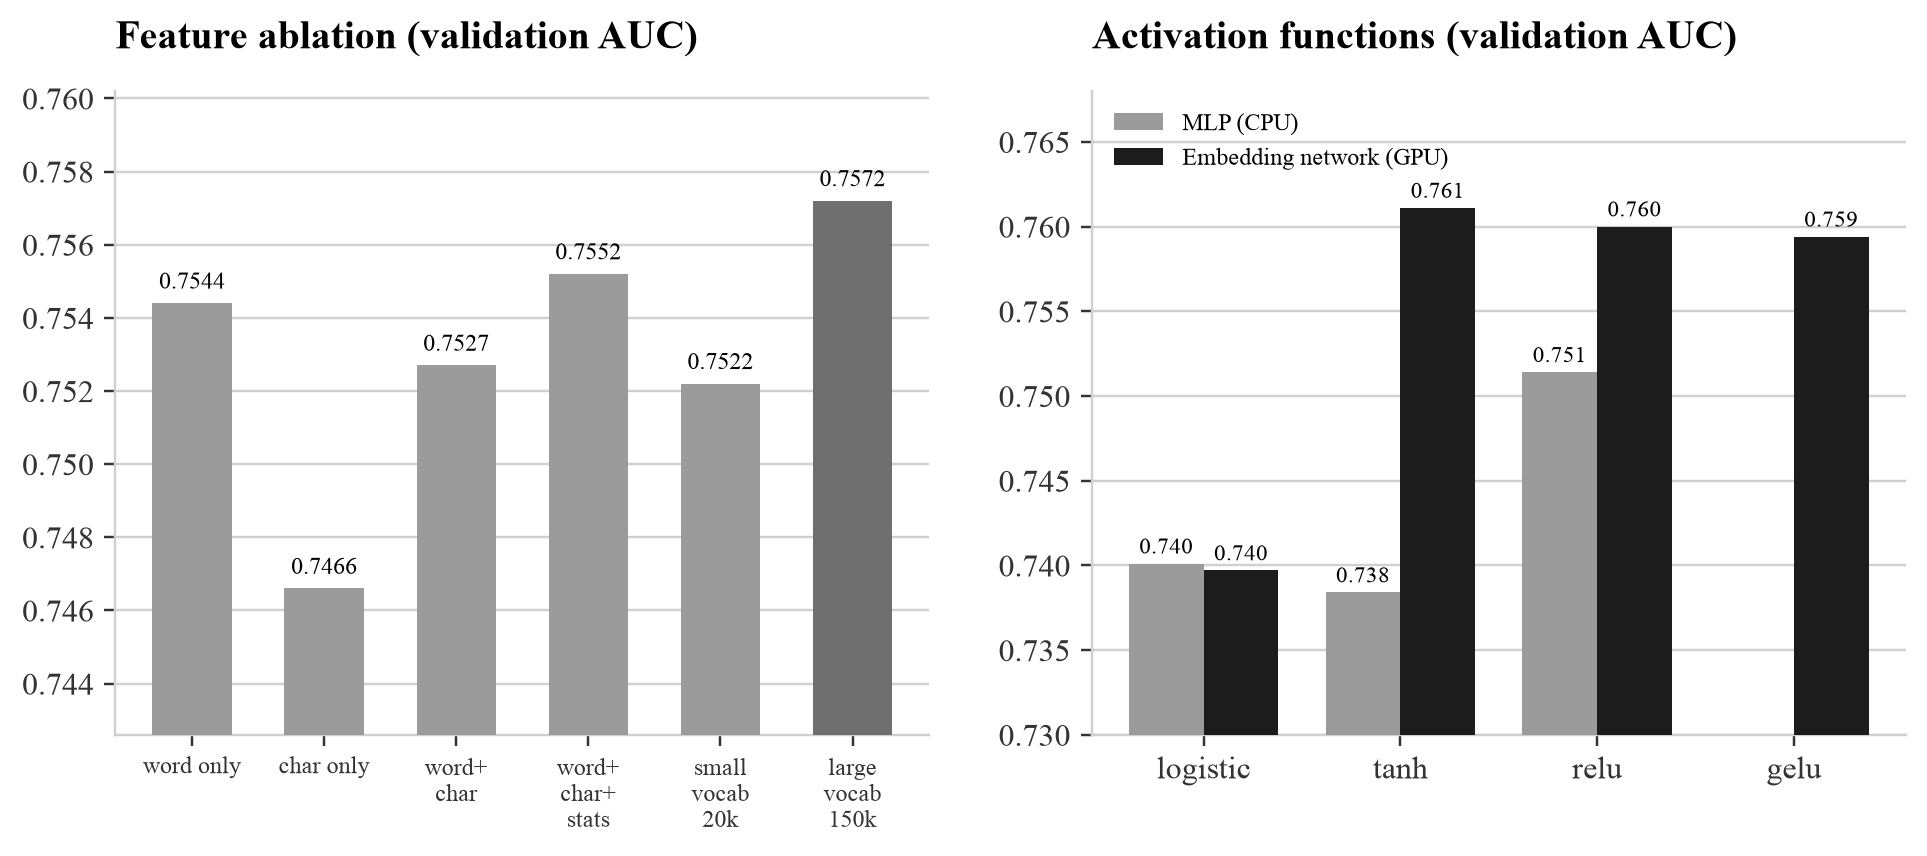 Feature ablation (validation AUC)
0.760
0.758
0.756
0.754
0.752
0.750
0.748
0.746
0.744
0.7544
0.7466
0.7527
0.7552
0.7522
0.7572
word only
char only
word+
char
word+
char+
stats
small
vocab
20k
large
vocab
150k
Activation functions (validation AUC)
MLP (CPU)
Embedding network (GPU)
0.765
0.760
0.755
0.750
0.745
0.740
0.735
0.730
0.740
0.740
0.738
0.761
0.751
0.760
0.759
logistic
tanh
relu
gelu